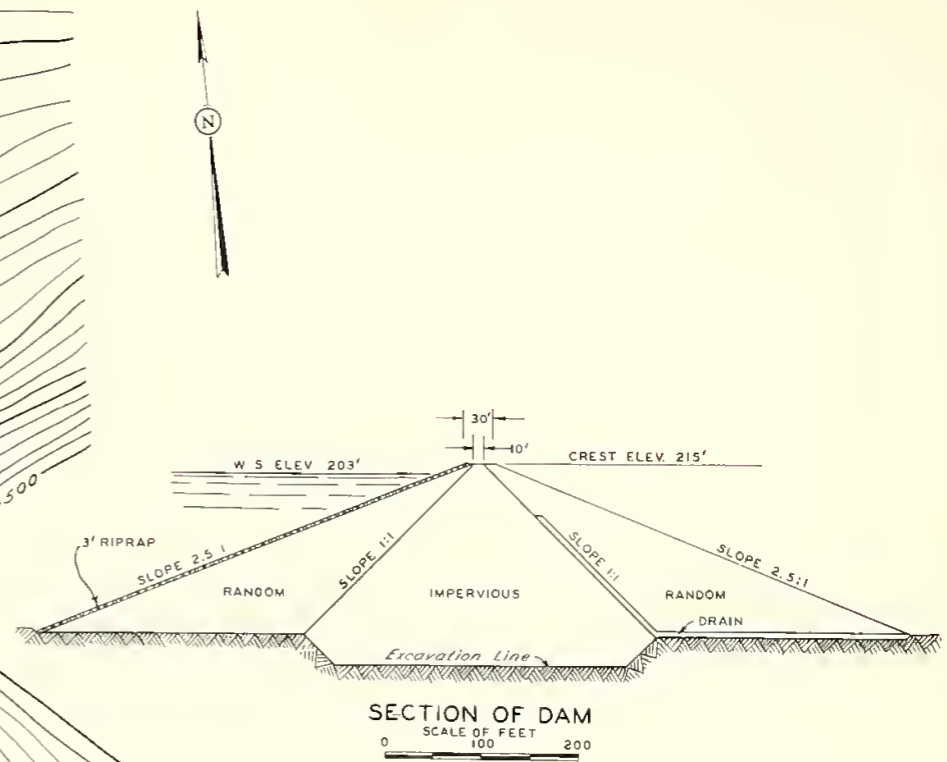 N
30'
10'
W S ELEV 203'
CREST ELEV. 215'
500
3' RIPRAP
SLOPE 2.5 1
SLOPE 1:1
SLOPE 1:1
SLOPE 2.5:1
RANDOM
IMPERVIOUS
RANDOM
DRAIN
Excavation Line
SECTION OF DAM
SCALE OF FEET
0 100 200